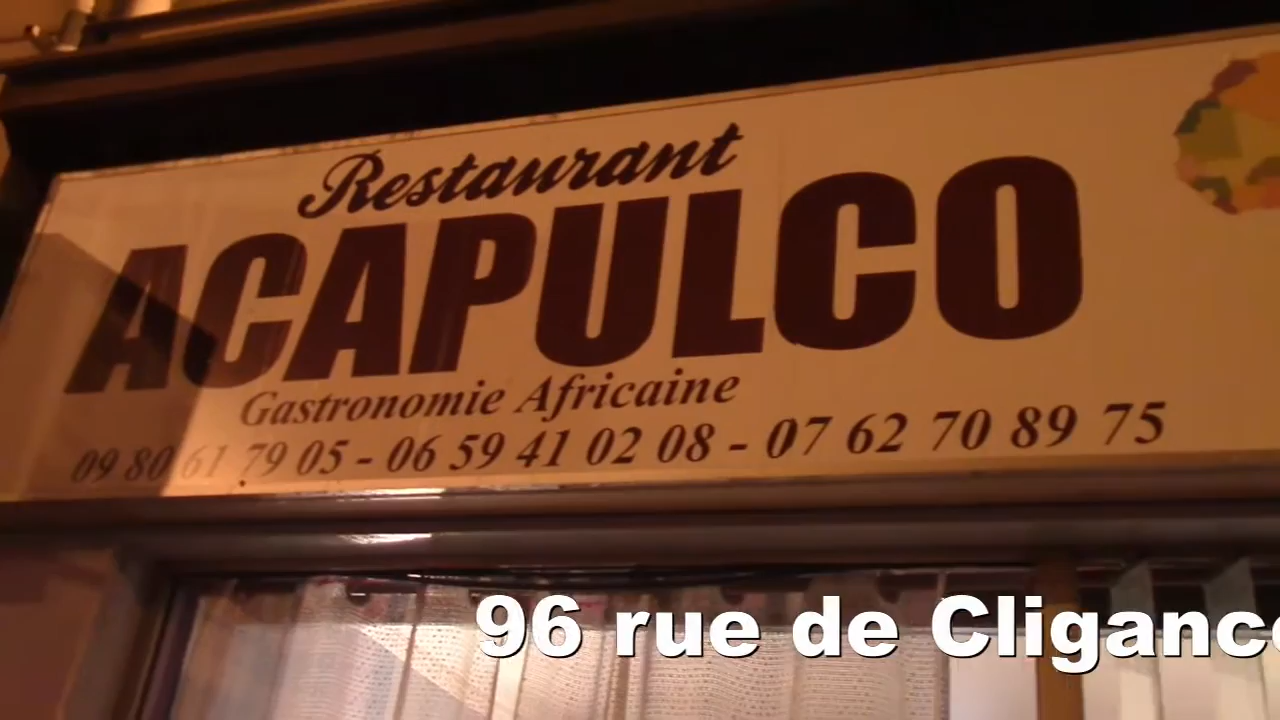 Restaurant
ACAPULCO
Gastronomie Africaine
09 80 61 79 05 - 06 59 41 02 08 - 07 62 70 89 75
96 rue de Cliganc